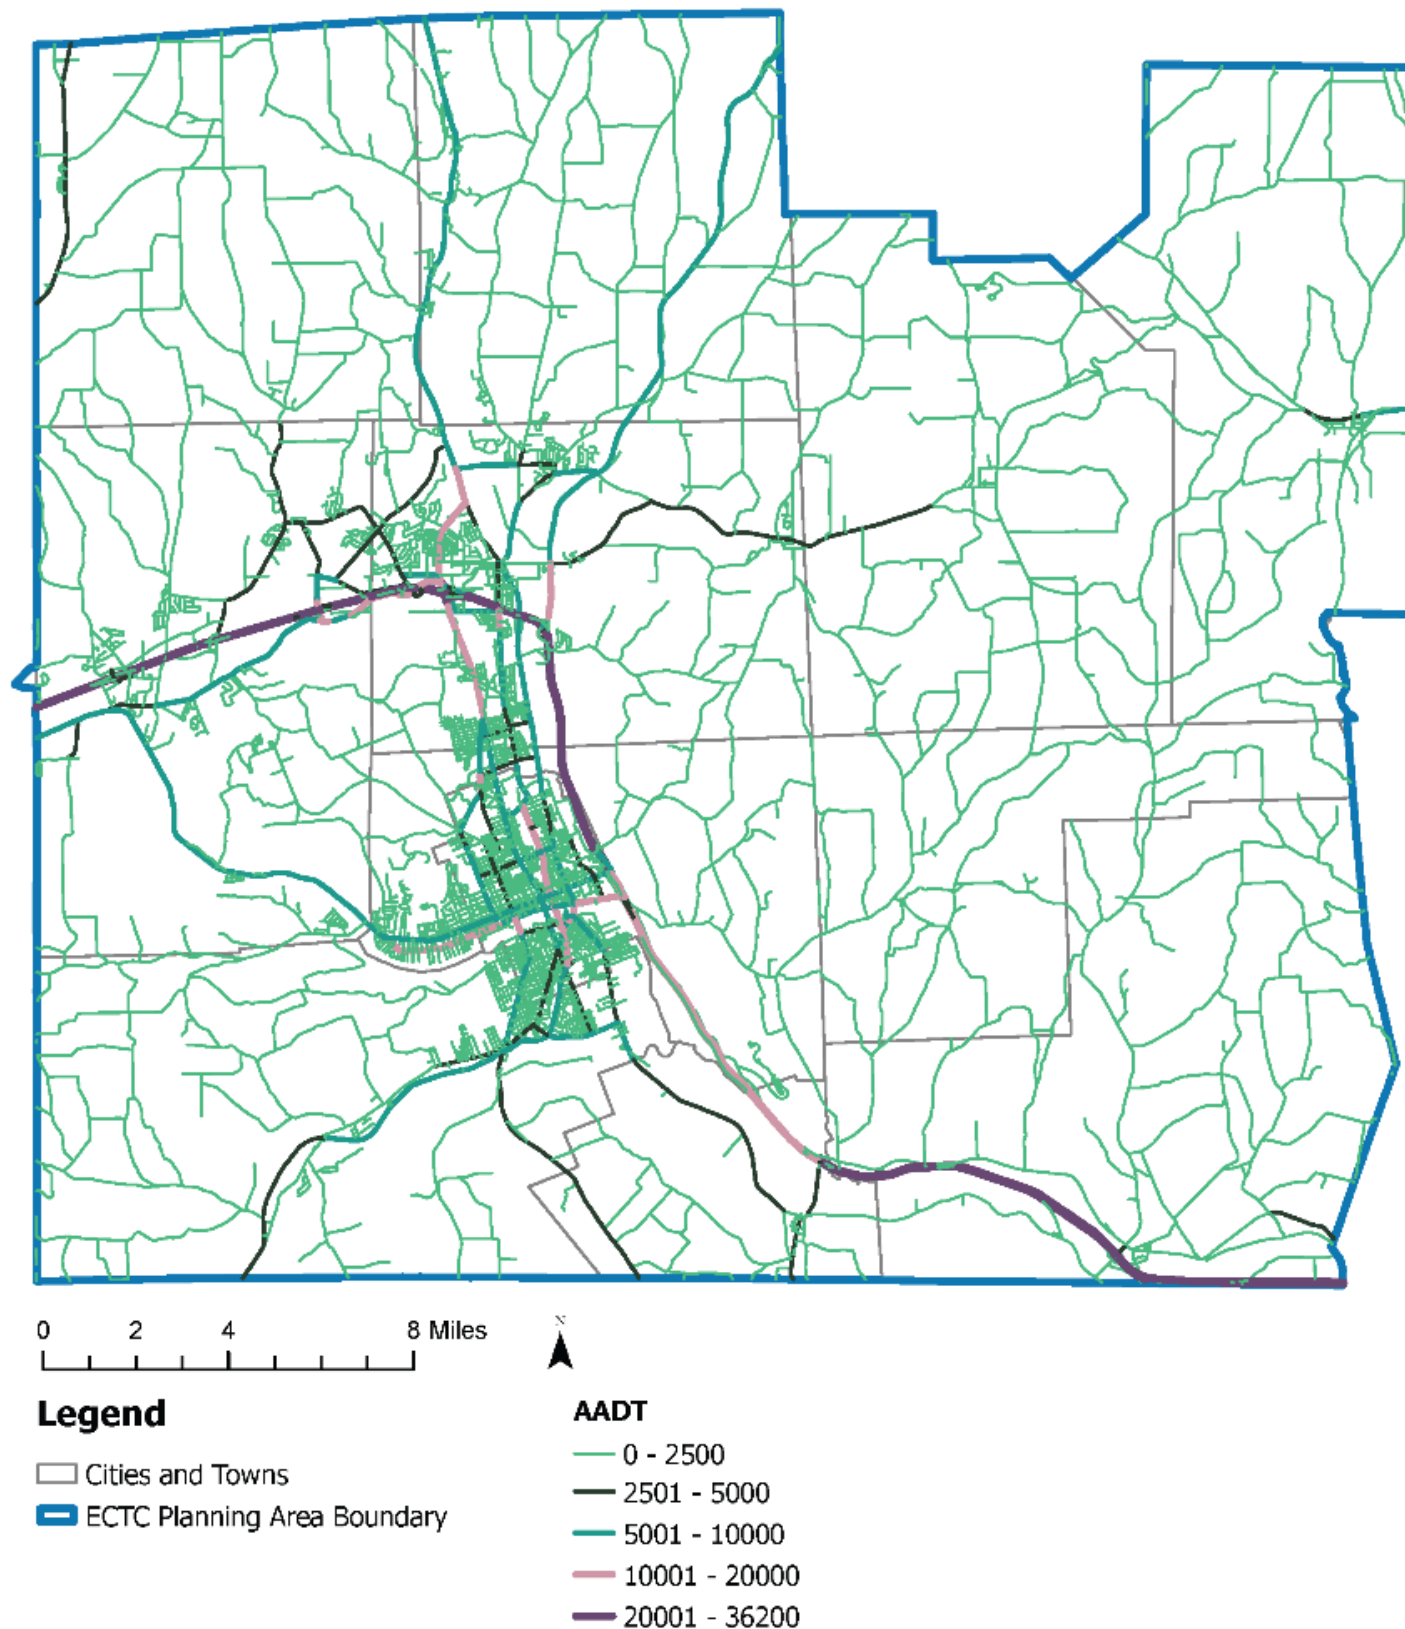 0 2 4 8 Miles
N
Legend
Cities and Towns
ECTC Planning Area Boundary
AADT
0 - 2500
2501 - 5000
5001 - 10000
10001 - 20000
20001 - 36200